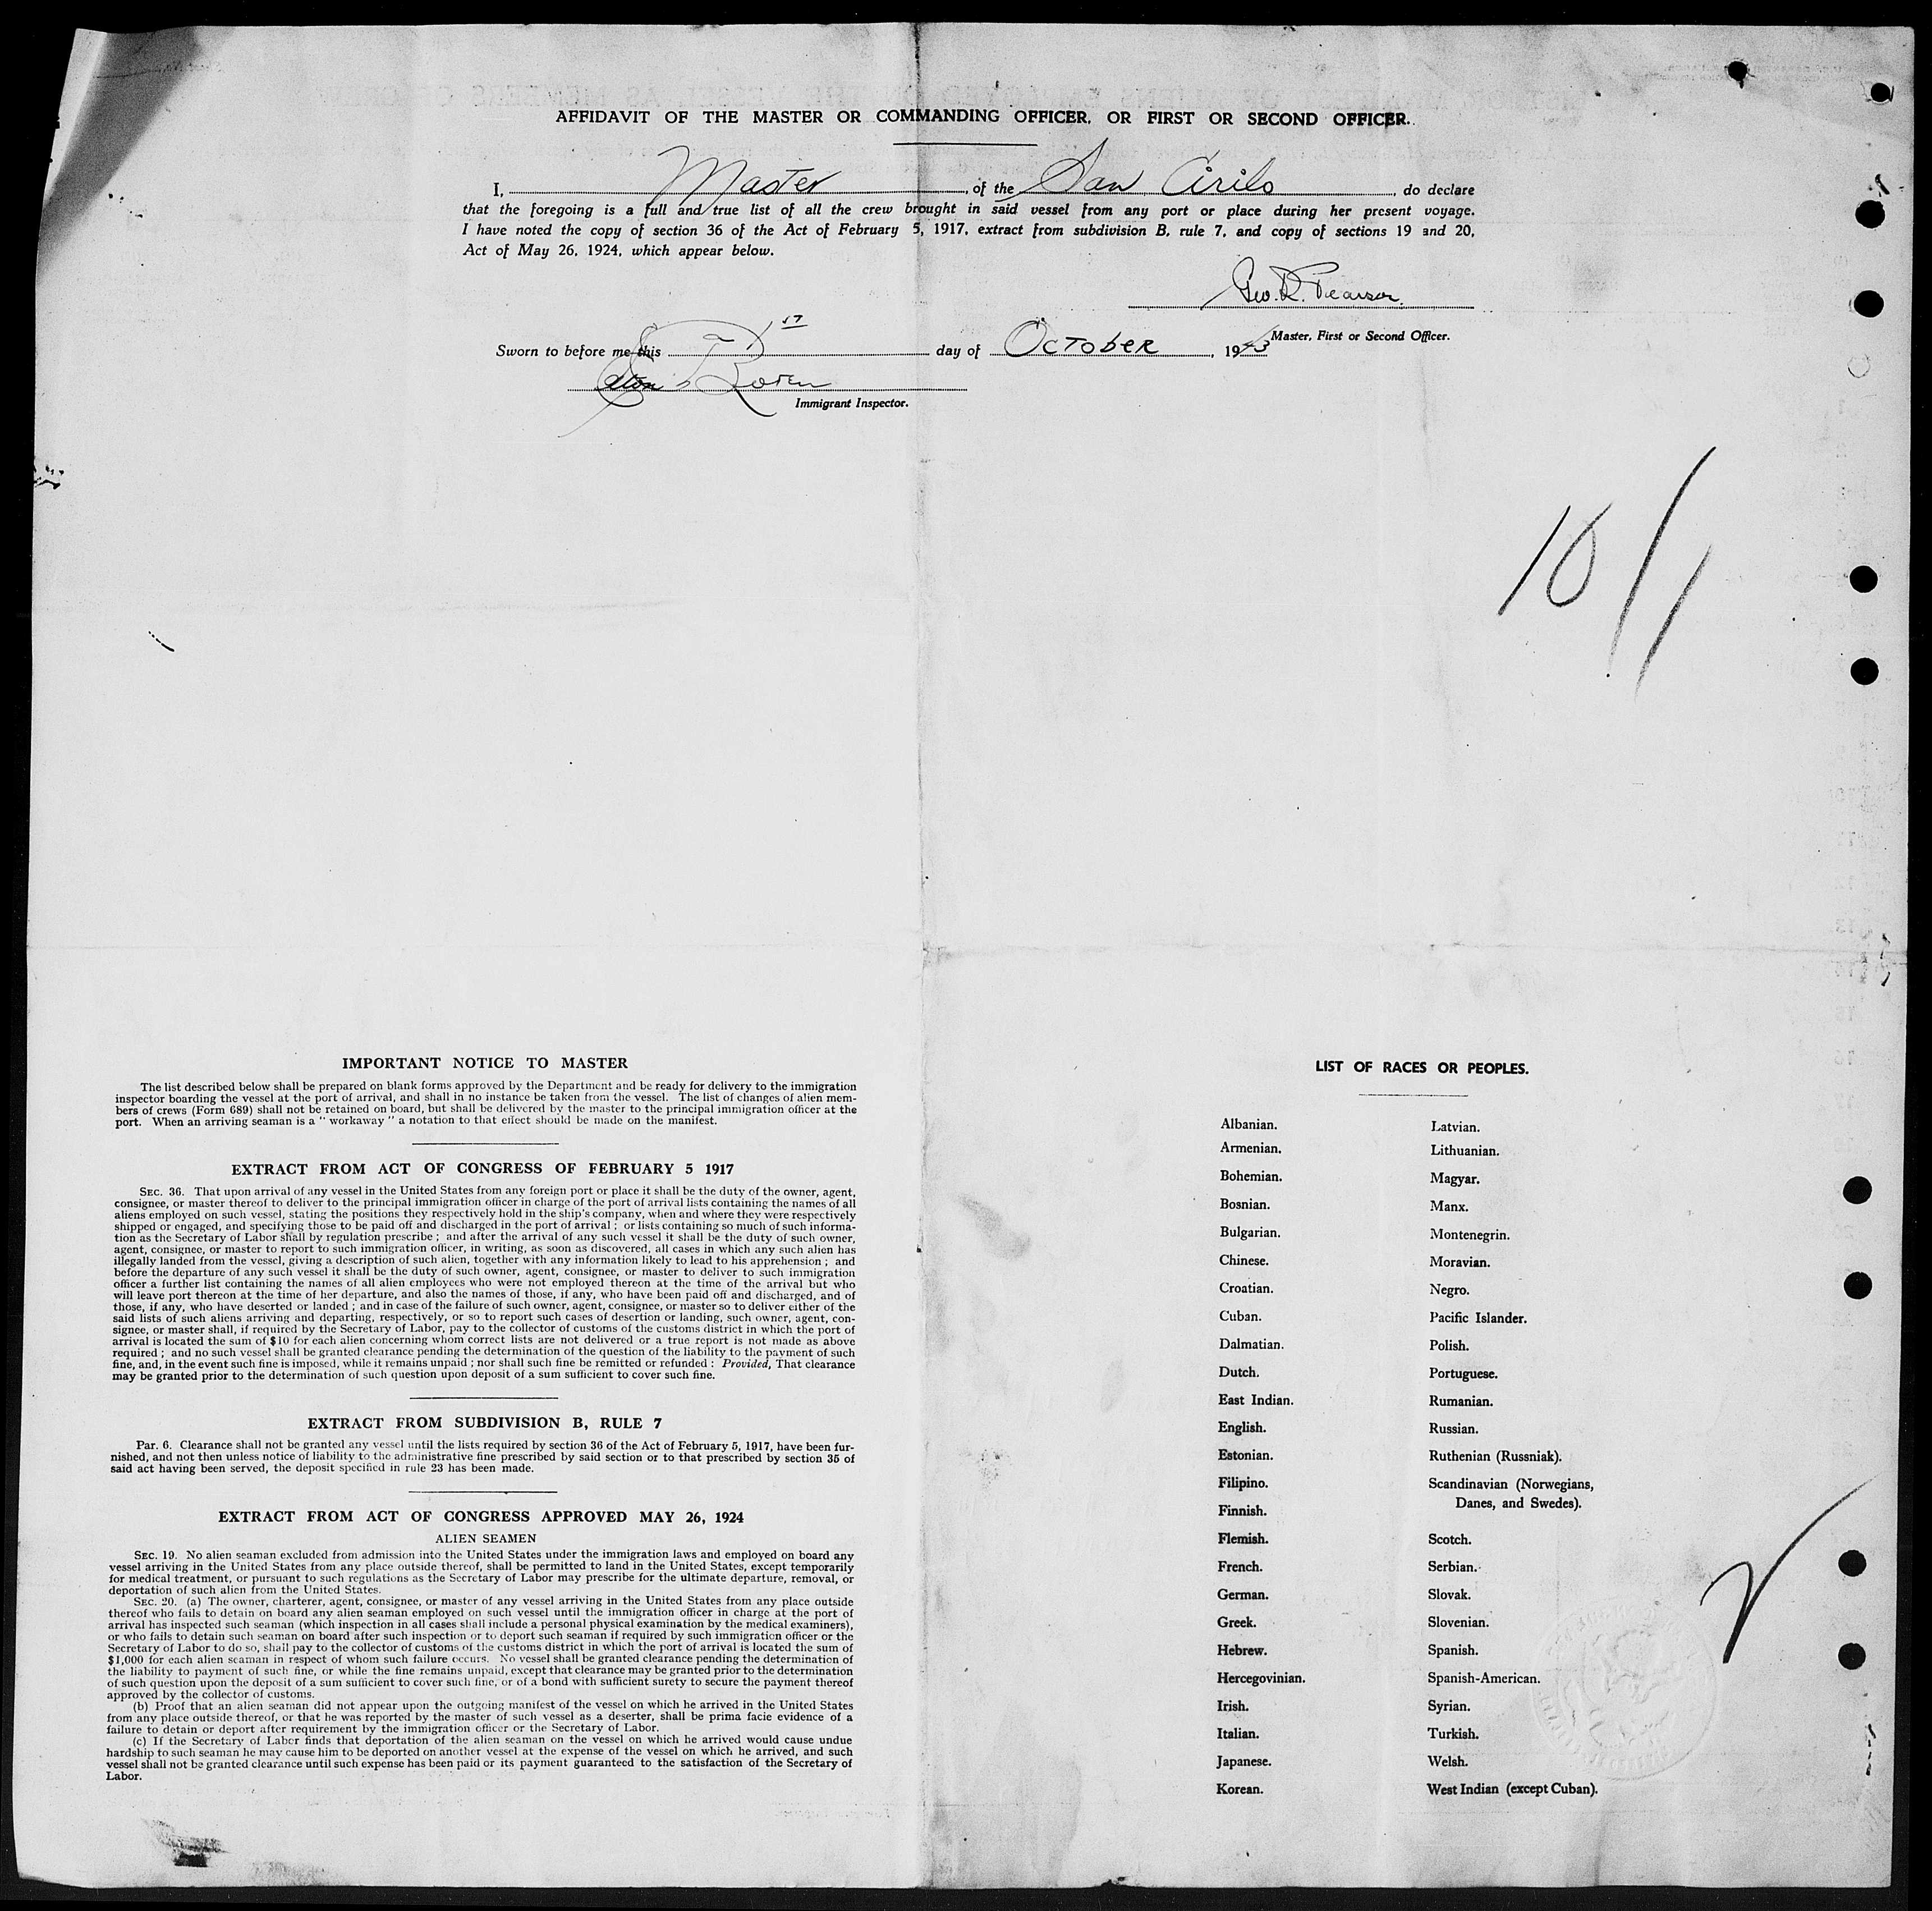 AFFIDAVIT OF THE MASTER OR COMMANDING OFFICER, OR FIRST OR SECOND OFFICER.
I, Master, of the San Cirilo, do declare
that the foregoing is a full and true list of all the crew brought in said vessel from any port or place during her present voyage.
I have noted the copy of section 36 of the Act of February 5, 1917, extract from subdivision B, rule 7, and copy of sections 19 and 20,
Act of May 26, 1924, which appear below.
Geo. R. Pearson.
Master, First or Second Officer.
Sworn to before me this 1st day of October, 1943
Immigrant Inspector.
10/1
IMPORTANT NOTICE TO MASTER
The list described below shall be prepared on blank forms approved by the Department and be ready for delivery to the immigration
inspector boarding the vessel at the port of arrival, and shall in no instance be taken from the vessel. The list of changes of alien mem-
bers of crews (Form 689) shall not be retained on board, but shall be delivered by the master to the principal immigration officer at the
port. When an arriving seaman is a "workaway" a notation to that effect should be made on the manifest.
EXTRACT FROM ACT OF CONGRESS OF FEBRUARY 5 1917
SEC. 36. That upon arrival of any vessel in the United States from any foreign port or place it shall be the duty of the owner, agent,
consignee, or master thereof to deliver to the principal immigration officer in charge of the port of arrival lists containing the names of all
aliens employed on such vessel, stating the positions they respectively hold in the ship's company, when and where they were respectively
shipped or engaged, and specifying those to be paid off and discharged in the port of arrival; or lists containing so much of such informa-
tion as the Secretary of Labor shall by regulation prescribe; and after the arrival of any such vessel it shall be the duty of such owner,
agent, consignee, or master to report to such immigration officer, in writing, as soon as discovered, all cases in which any such alien has
illegally landed from the vessel, giving a description of such alien, together with any information likely to lead to his apprehension; and
before the departure of any such vessel it shall be the duty of such owner, agent, consignee, or master to deliver to such immigration
officer a further list containing the names of all alien employees who were not employed thereon at the time of the arrival but who
will leave port thereon at the time of her departure, and also the names of those, if any, who have been paid off and discharged, and of
those, if any, who have deserted or landed; and in case of the failure of such owner, agent, consignee, or master so to deliver either of the
said lists of such aliens arriving and departing, respectively, or so to report such cases of desertion or landing, such owner, agent, con-
signee, or master shall, if required by the Secretary of Labor, pay to the collector of customs of the customs district in which the port of
arrival is located the sum of $10 for each alien concerning whom correct lists are not delivered or a true report is not made as above
required; and no such vessel shall be granted clearance pending the determination of the question of the liability to the payment of such
fine, and, in the event such fine is imposed, while it remains unpaid; nor shall such fine be remitted or refunded: Provided, That clearance
may be granted prior to the determination of such question upon deposit of a sum sufficient to cover such fine.
EXTRACT FROM SUBDIVISION B, RULE 7
Par. 6. Clearance shall not be granted any vessel until the lists required by section 36 of the Act of February 5, 1917, have been fur-
nished, and not then unless notice of liability to the administrative fine prescribed by said section or to that prescribed by section 35 of
said act having been served, the deposit specified in rule 23 has been made.
EXTRACT FROM ACT OF CONGRESS APPROVED MAY 26, 1924
ALIEN SEAMEN
SEC. 19. No alien seaman excluded from admission into the United States under the immigration laws and employed on board any
vessel arriving in the United States from any place outside thereof, shall be permitted to land in the United States, except temporarily
for medical treatment, or pursuant to such regulations as the Secretary of Labor may prescribe for the ultimate departure, removal, or
deportation of such alien from the United States.
SEC. 20. (a) The owner, charterer, agent, consignee, or master of any vessel arriving in the United States from any place outside
thereof who fails to detain on board any alien seaman employed on such vessel until the immigration officer in charge at the port of
arrival has inspected such seaman (which inspection in all cases shall include a personal physical examination by the medical examiners),
or who fails to detain such seaman on board after such inspection or to deport such seaman if required by such immigration officer or the
Secretary of Labor to do so, shall pay to the collector of customs of the customs district in which the port of arrival is located the sum of
$1,000 for each alien seaman in respect of whom such failure occurs. No vessel shall be granted clearance pending the determination of
the liability to payment of such fine, or while the fine remains unpaid, except that clearance may be granted prior to the determination
of such question upon the deposit of a sum sufficient to cover such fine, or of a bond with sufficient surety to secure the payment thereof
approved by the collector of customs.
(b) Proof that an alien seaman did not appear upon the outgoing manifest of the vessel on which he arrived in the United States
from any place outside thereof, or that he was reported by the master of such vessel as a deserter, shall be prima facie evidence of a
failure to detain or deport after requirement by the immigration officer or the Secretary of Labor.
(c) If the Secretary of Labor finds that deportation of the alien seaman on the vessel on which he arrived would cause undue
hardship to such seaman he may cause him to be deported on another vessel at the expense of the vessel on which he arrived, and such
vessel shall not be granted clearance until such expense has been paid or its payment guaranteed to the satisfaction of the Secretary of
Labor.
LIST OF RACES OR PEOPLES.
Albanian.
Armenian.
Bohemian.
Bosnian.
Bulgarian.
Chinese.
Croatian.
Cuban.
Dalmatian.
Dutch.
East Indian.
English.
Estonian.
Filipino.
Finnish.
Flemish.
French.
German.
Greek.
Hebrew.
Hercegovinian.
Irish.
Italian.
Japanese.
Korean.
Latvian.
Lithuanian.
Magyar.
Manx.
Montenegrin.
Moravian.
Negro.
Pacific Islander.
Polish.
Portuguese.
Rumanian.
Russian.
Ruthenian (Russniak).
Scandinavian (Norwegians,
Danes, and Swedes).
Scotch.
Serbian.
Slovak.
Slovenian.
Spanish.
Spanish-American.
Syrian.
Turkish.
Welsh.
West Indian (except Cuban).